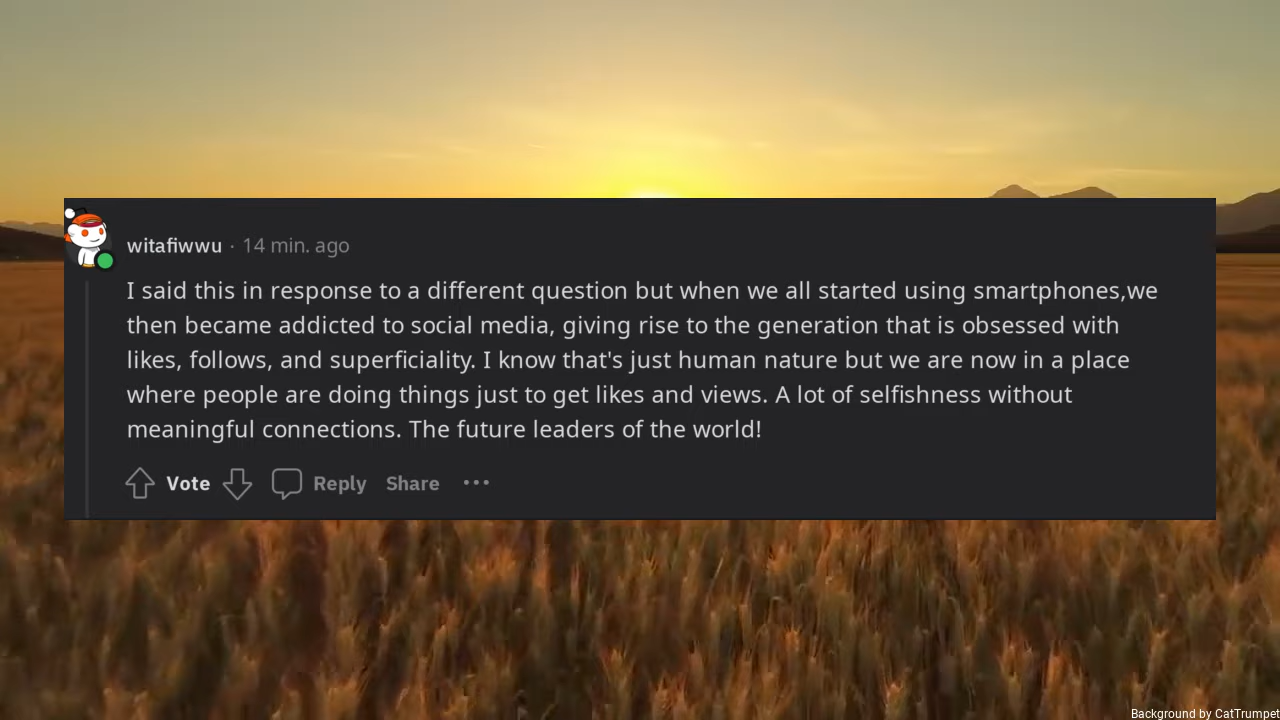 witafiwwu · 14 min. ago
I said this in response to a different question but when we all started using smartphones,we
then became addicted to social media, giving rise to the generation that is obsessed with
likes, follows, and superficiality. I know that's just human nature but we are now in a place
where people are doing things just to get likes and views. A lot of selfishness without
meaningful connections. The future leaders of the world!
Vote Reply Share ···
Background by CatTrumpet